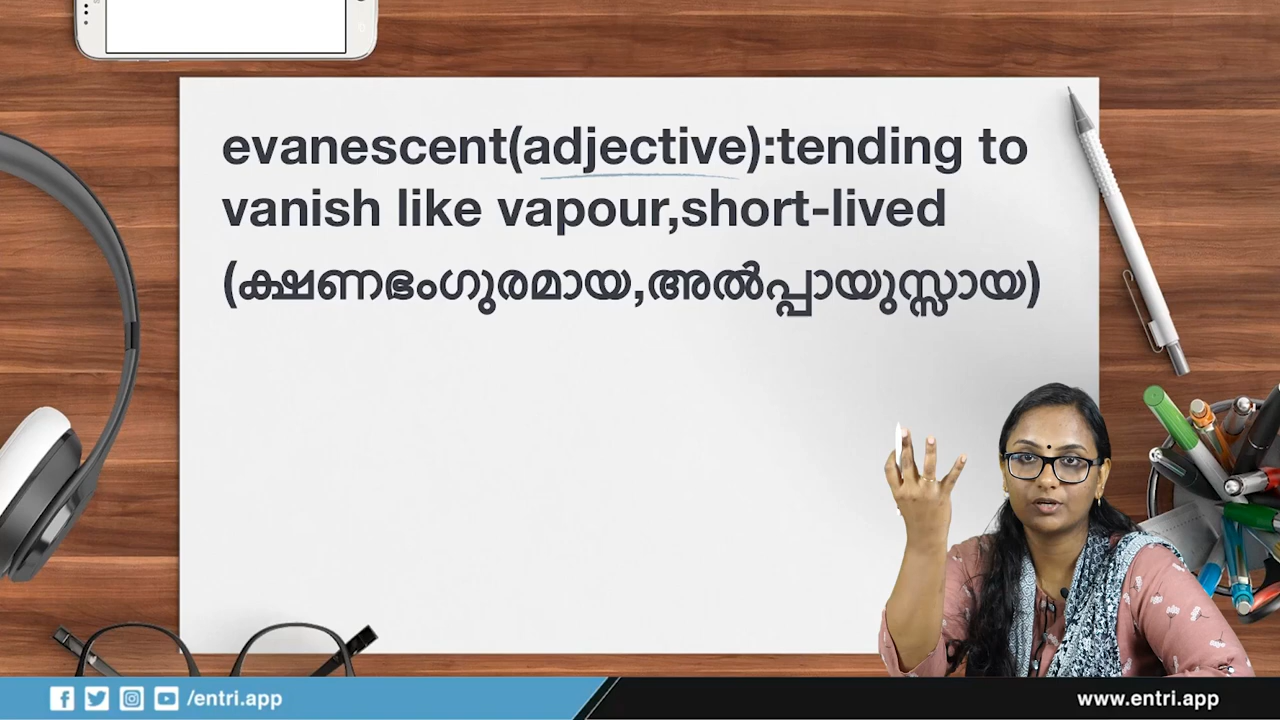 evanescent(adjective):tending to
vanish like vapour,short-lived
(ക്ഷണഭംഗുരമായ,അൽപ്പായുസ്സായ)
/entri.app
www.entri.app